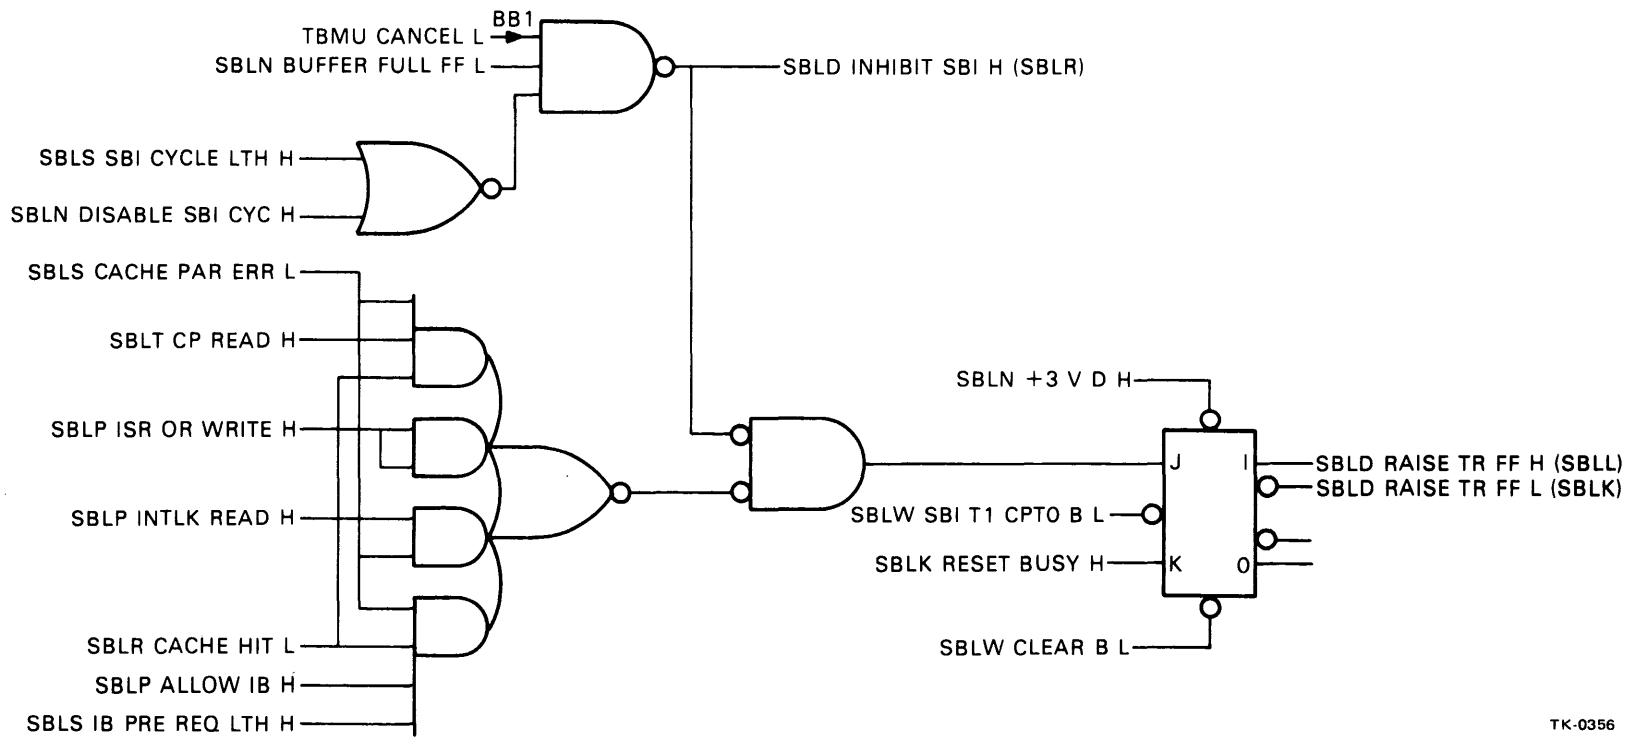 BB1
TBMU CANCEL L
SBLN BUFFER FULL FF L
SBLD INHIBIT SBI H (SBLR)
SBLS SBI CYCLE LTH H
SBLN DISABLE SBI CYC H
SBLS CACHE PAR ERR L
SBLT CP READ H
SBLP ISR OR WRITE H
SBLP INTLK READ H
SBLR CACHE HIT L
SBLP ALLOW IB H
SBLS IB PRE REQ LTH H
SBLN +3 V D H
J
1
SBLD RAISE TR FF H (SBLL)
SBLD RAISE TR FF L (SBLK)
SBLW SBI T1 CPT0 B L
SBLK RESET BUSY H
K
0
SBLW CLEAR B L
TK-0356